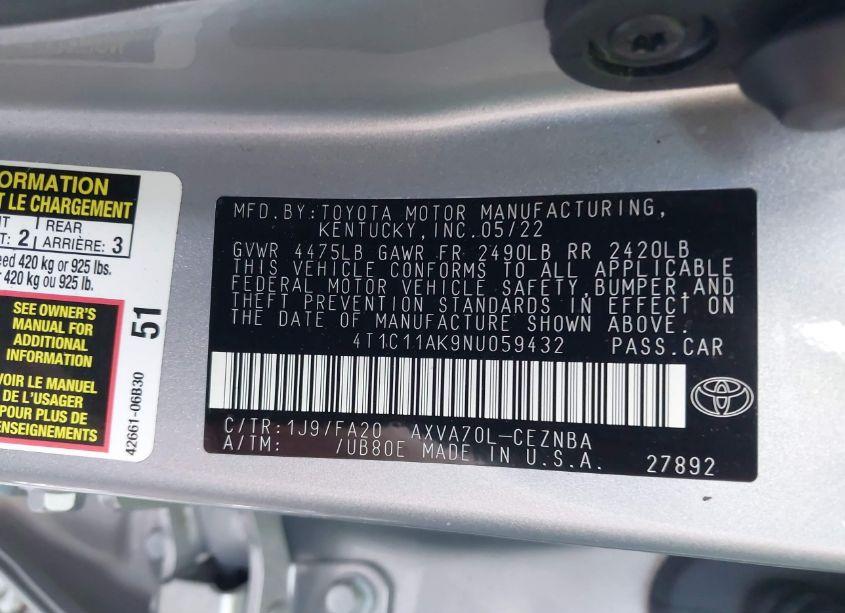 ORMATION
T LE CHARGEMENT
NT
T: 2
REAR
ARRIÈRE: 3
eed 420 kg or 925 lbs.
420 kg ou 925 lb.
SEE OWNER'S
MANUAL FOR
ADDITIONAL
INFORMATION
VOIR LE MANUEL
DE L'USAGER
POUR PLUS DE
RENSEIGNEMENTS
51
42661-06B30
MFD.BY:TOYOTA MOTOR MANUFACTURING,
KENTUCKY, INC.05/22
GVWR 4475LB GAWR FR 2490LB RR 2420LB
THIS VEHICLE CONFORMS TO ALL APPLICABLE
FEDERAL MOTOR VEHICLE SAFETY,BUMPER,AND
THEFT PREVENTION STANDARDS IN EFFECT ON
THE DATE OF MANUFACTURE SHOWN ABOVE.
4T1C11AK9NU059432 PASS.CAR
C/TR:1J9/FA20 AXVA70L-CEZNBA
A/TM: /UB80E MADE IN U.S.A. 27892